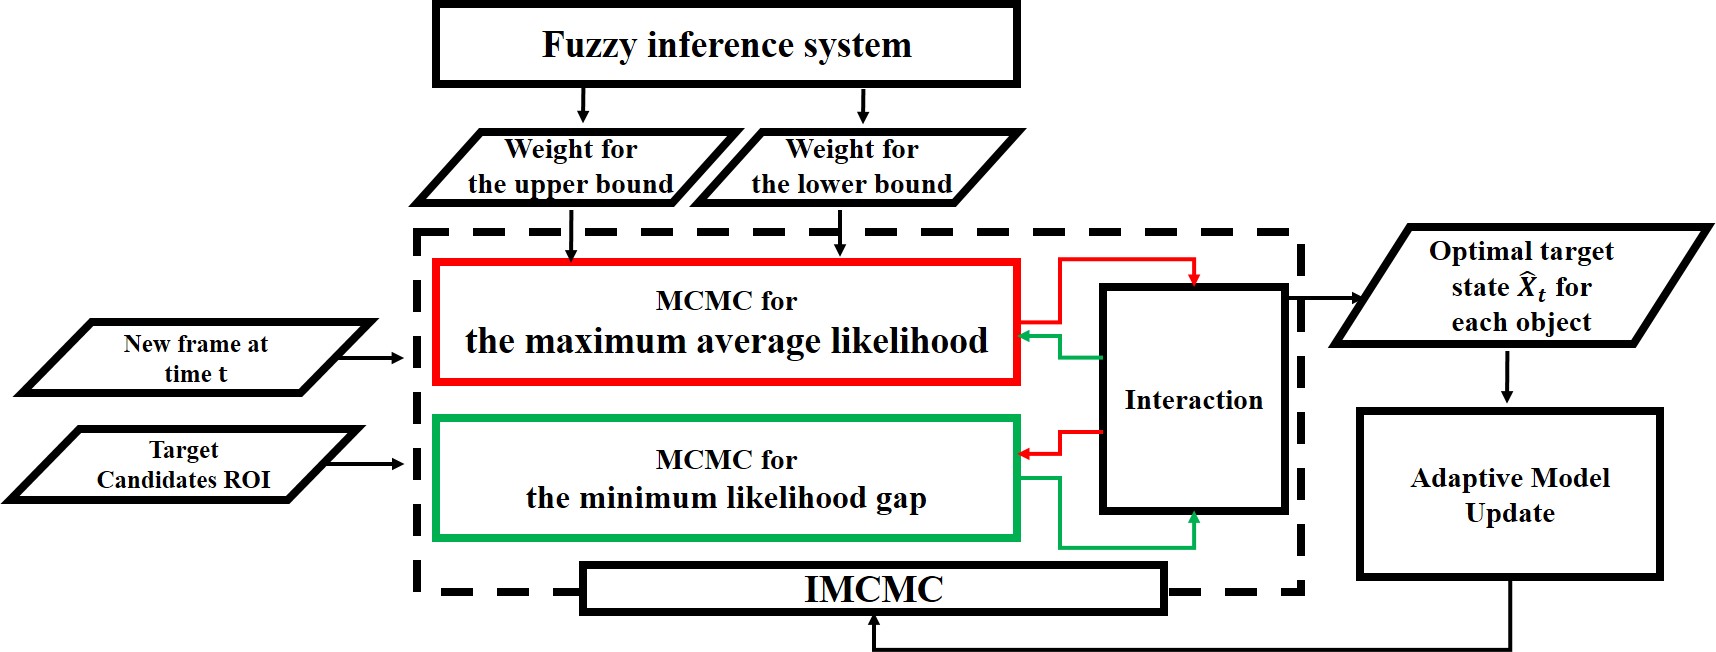 Fuzzy inference system
Weight for
the upper bound
Weight for
the lower bound
MCMC for
the maximum average likelihood
New frame at
time t
Target
Candidates ROI
MCMC for
the minimum likelihood gap
Interaction
IMCMC
Optimal target
state X̂ₜ for
each object
Adaptive Model
Update